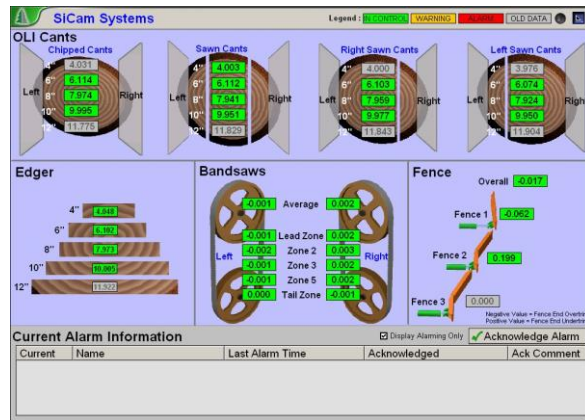 SiCam Systems
Legend : IN CONTROL WARNING ALARM OLD DATA
OLI Cants
Chipped Cants Sawn Cants Right Sawn Cants Left Sawn Cants
4" 4.031 4" 4.003 4" 4.000 4" 3.976
6" 6.114 6" 6.112 6" 6.103 6" 6.074
Left 8" 7.974 Right 8" 7.941 Left 8" 7.959 Right Left 8" 7.924 Right
10" 9.995 10" 9.951 10" 9.977 10" 9.950
12" 11.775 12" 11.829 12" 11.843 12" 11.904
Edger
4" 4.048
6" 6.102
8" 7.973
10" 10.005
12" 11.922
Bandsaws
-0.001 Average 0.002
-0.001 Lead Zone 0.002
-0.002 Zone 2 0.003
Left -0.002 Zone 3 0.002 Right
-0.001 Zone 5 0.002
0.000 Tail Zone -0.001
Fence
Overall -0.017
Fence 1 -0.062
Fence 2 0.199
Fence 3 0.000
Negative Value = Fence End
Positive Value = Fence End
Current Alarm Information
Display Alarming Only Acknowledge Alarm
Current Name Last Alarm Time Acknowledged Ack Comment